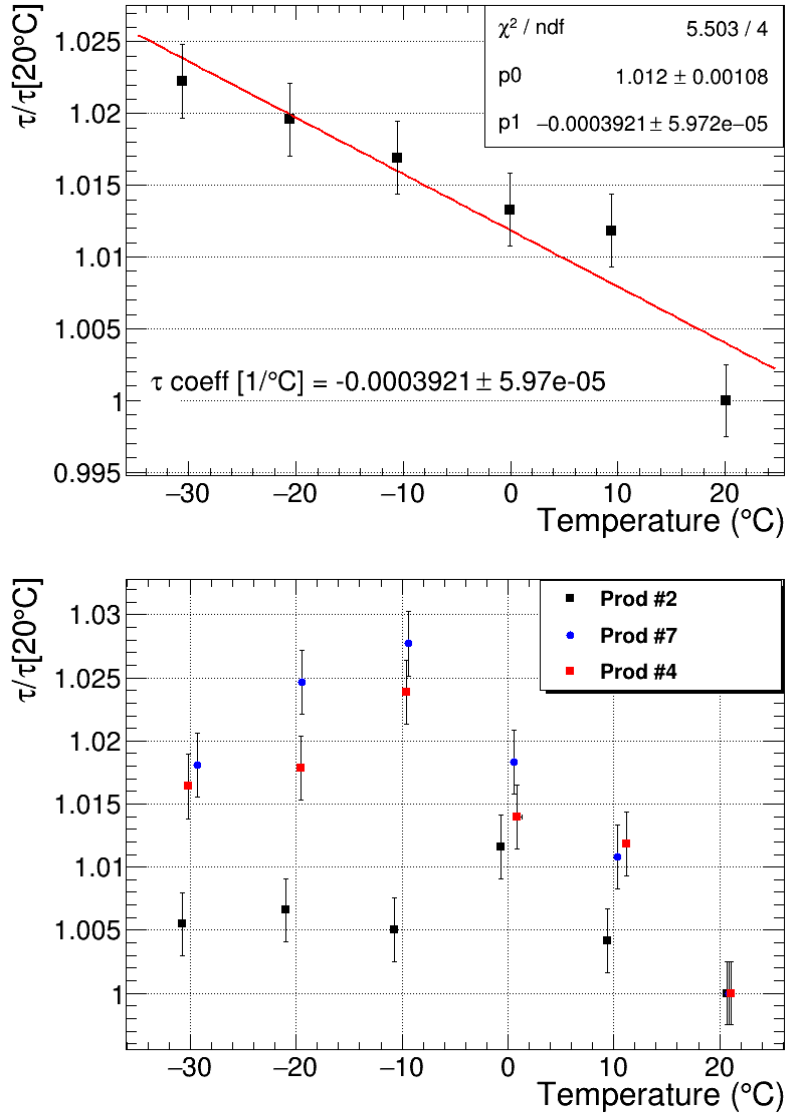 τ/τ[20°C]
1.025
1.02
1.015
1.01
1.005
1
0.995
χ² / ndf 5.503 / 4
p0 1.012 ± 0.00108
p1 −0.0003921 ± 5.972e−05
τ coeff [1/°C] = -0.0003921 ± 5.97e-05
−30 −20 −10 0 10 20
Temperature (°C)
τ/τ[20°C]
1.03
1.025
1.02
1.015
1.01
1.005
1
Prod #2
Prod #7
Prod #4
−30 −20 −10 0 10 20
Temperature (°C)